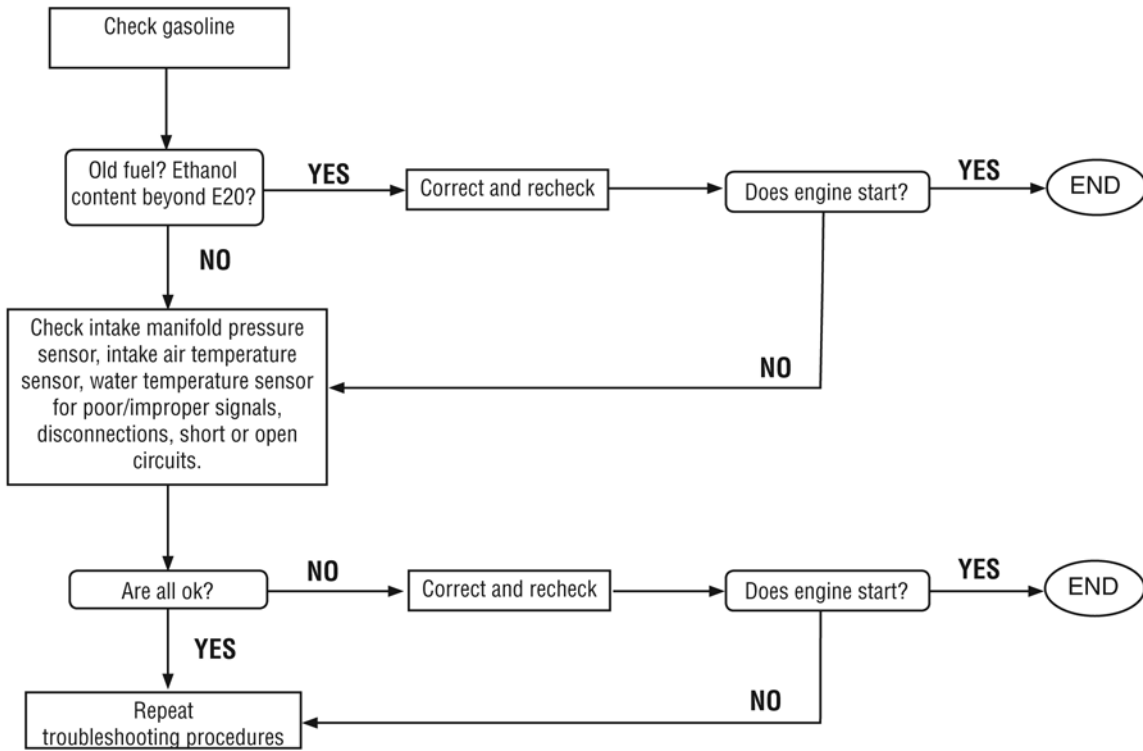 Check gasoline
Old fuel? Ethanol
content beyond E20?
YES
Correct and recheck
Does engine start?
YES
END
NO
Check intake manifold pressure
sensor, intake air temperature
sensor, water temperature sensor
for poor/improper signals,
disconnections, short or open
circuits.
NO
Are all ok?
NO
Correct and recheck
Does engine start?
YES
END
YES
NO
Repeat
troubleshooting procedures